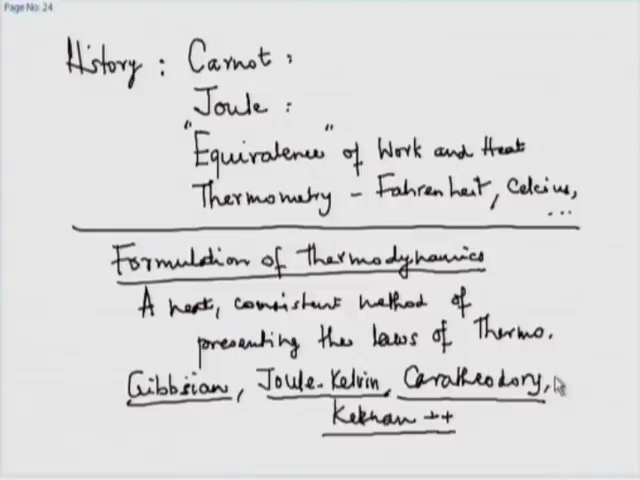 Page No: 24
History : Carnot :
Joule :
"Equivalence" of Work and Heat
Thermometry - Fahrenheit, Celcius,
...
Formulation of Thermodynamics
A neat, consistent method of
presenting the laws of Thermo.
Gibbsian, Joule-Kelvin, Caratheodory,
++